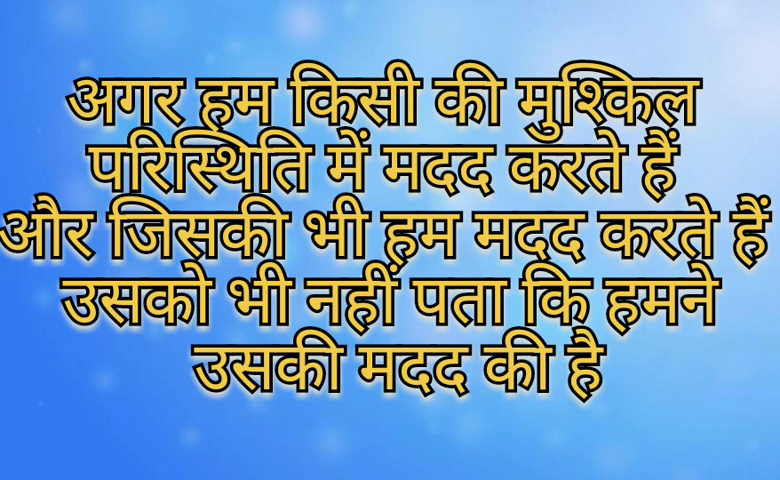 अगर हम किसी की मुश्किल
परिस्थिति में मदद करते हैं
और जिसकी भी हम मदद करते हैं
उसको भी नहीं पता कि हमने
उसकी मदद की है